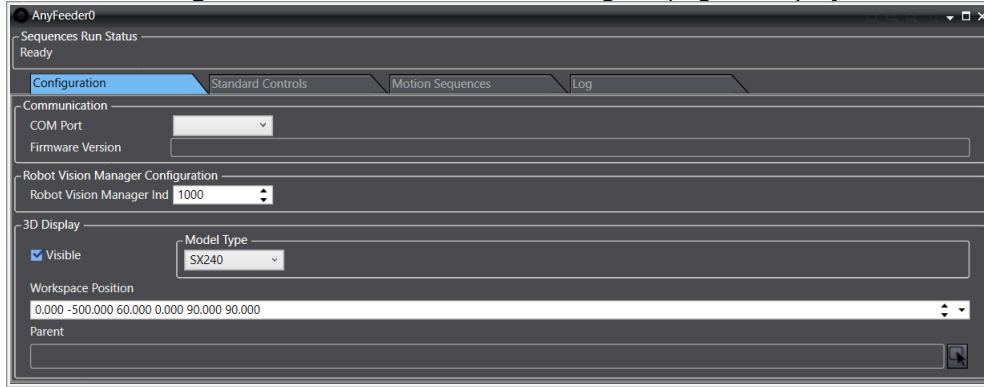 AnyFeeder0
Sequences Run Status
Ready
Configuration Standard Controls Motion Sequences Log
Communication
COM Port
Firmware Version
Robot Vision Manager Configuration
Robot Vision Manager Ind 1000
3D Display
Model Type
Visible SX240
Workspace Position
0.000 -500.000 60.000 0.000 90.000 90.000
Parent